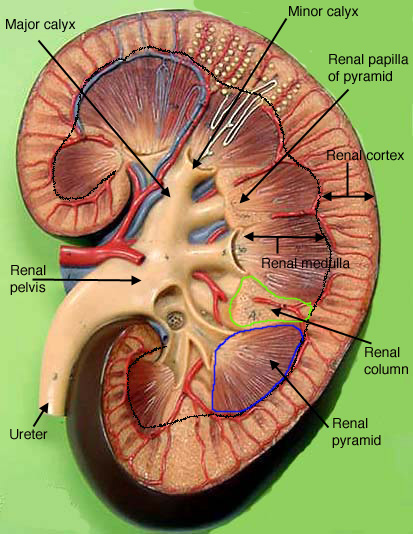 Minor calyx
Major calyx
Renal papilla
of pyramid
Renal cortex
Renal medulla
Renal
pelvis
Renal
column
Renal
pyramid
Ureter